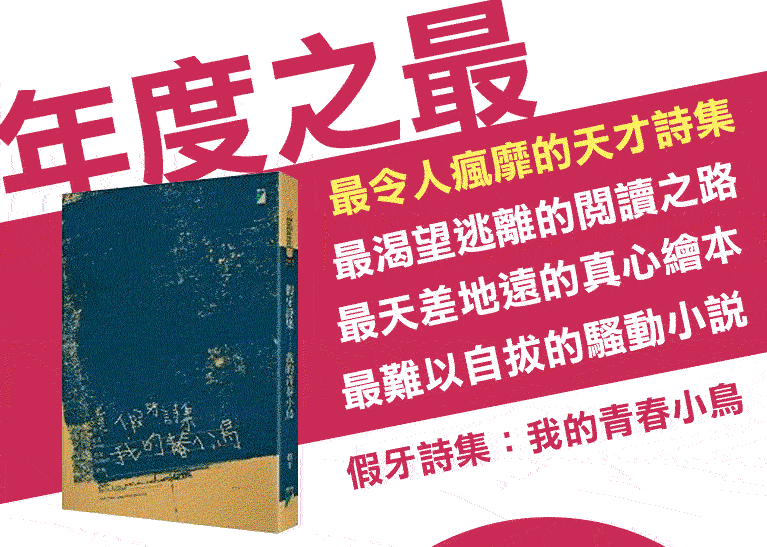 年度之最
最令人瘋靡的天才詩集
最渴望逃離的閱讀之路
最天差地遠的真心繪本
最難以自拔的騷動小說
假牙詩集：我的青春小鳥
假牙詩集
我的青春小鳥
假牙詩集 我的青春小鳥